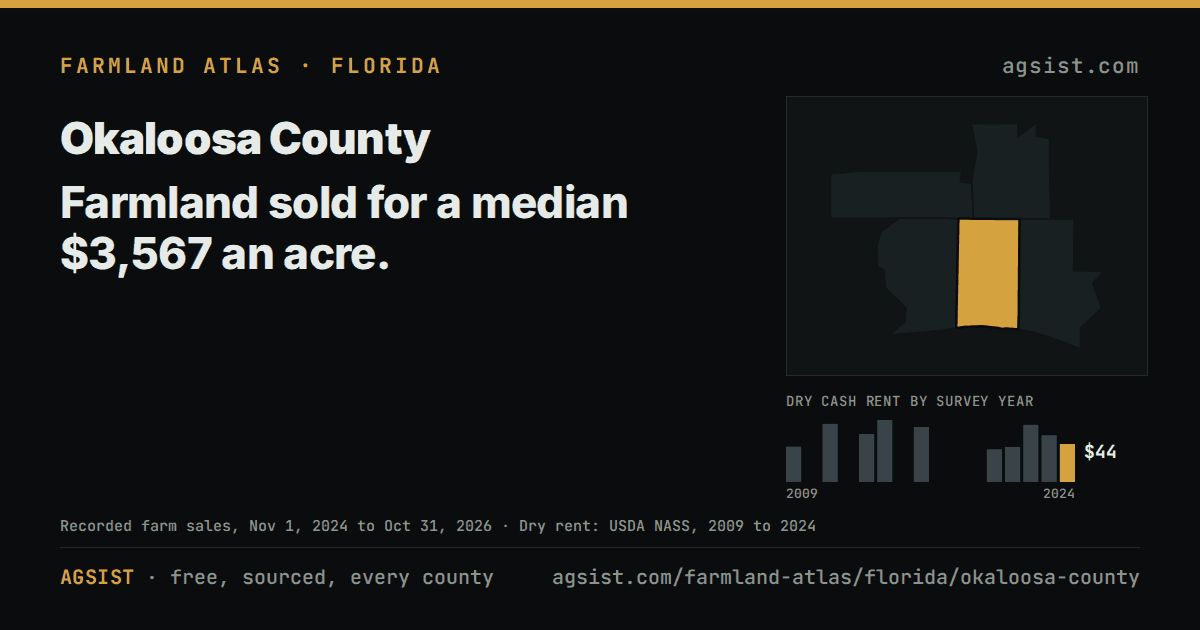 FARMLAND ATLAS · FLORIDA
agsist.com
Okaloosa County
Farmland sold for a median
$3,567 an acre.
DRY CASH RENT BY SURVEY YEAR
$44
2009
2024
Recorded farm sales, Nov 1, 2024 to Oct 31, 2026 · Dry rent: USDA NASS, 2009 to 2024
AGSIST · free, sourced, every county
agsist.com/farmland-atlas/florida/okaloosa-county